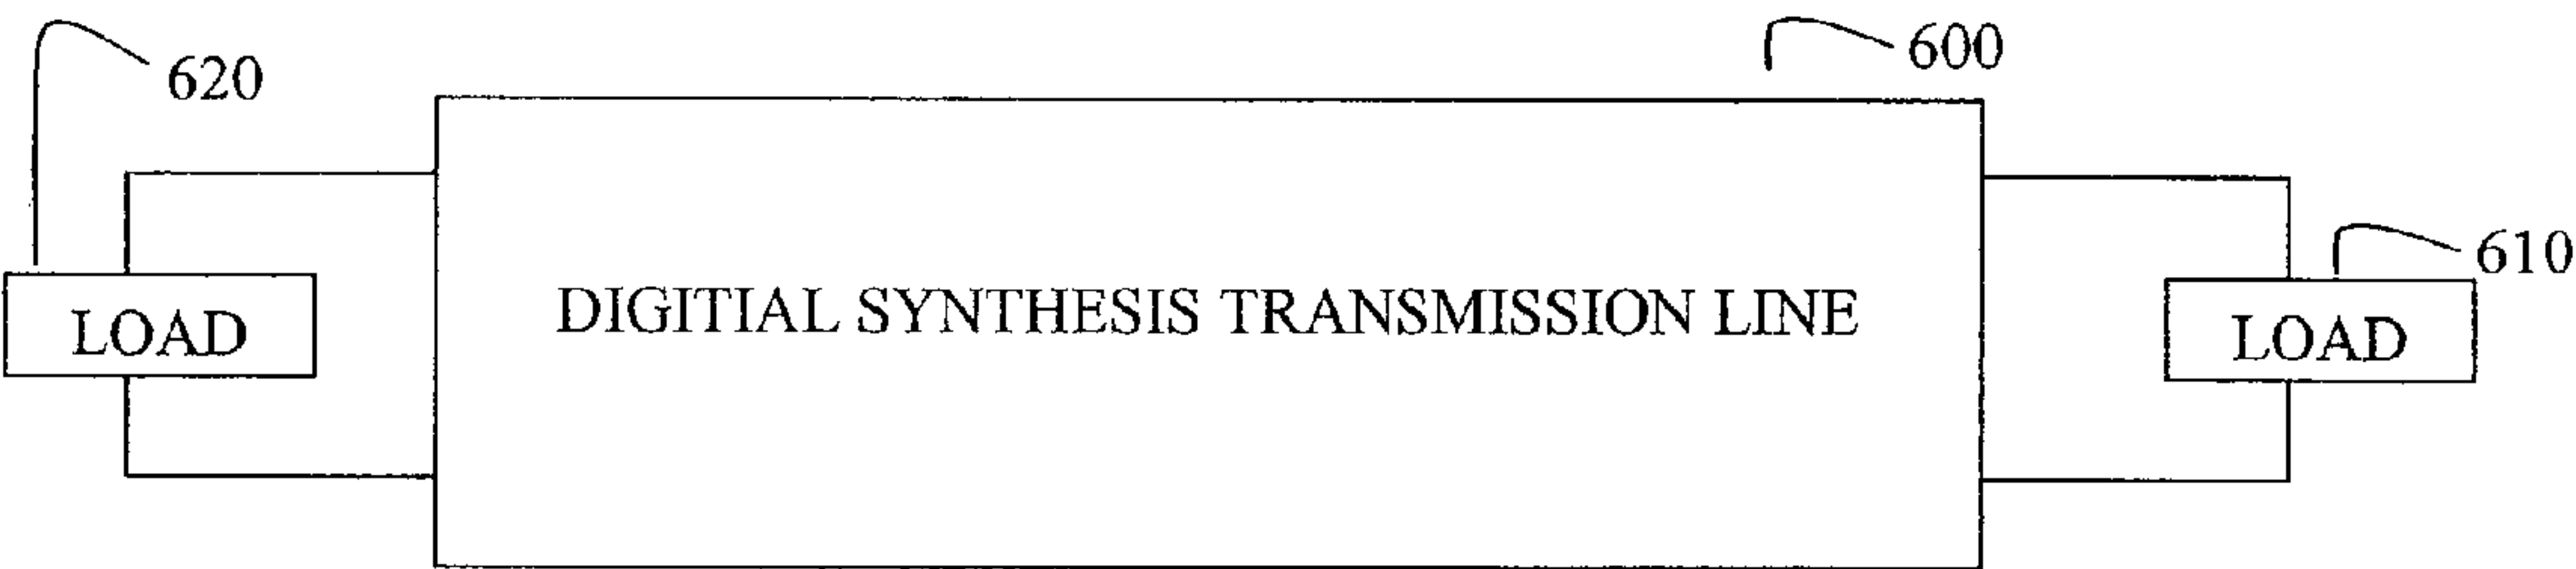 620
600
610
LOAD
DIGITIAL SYNTHESIS TRANSMISSION LINE
LOAD